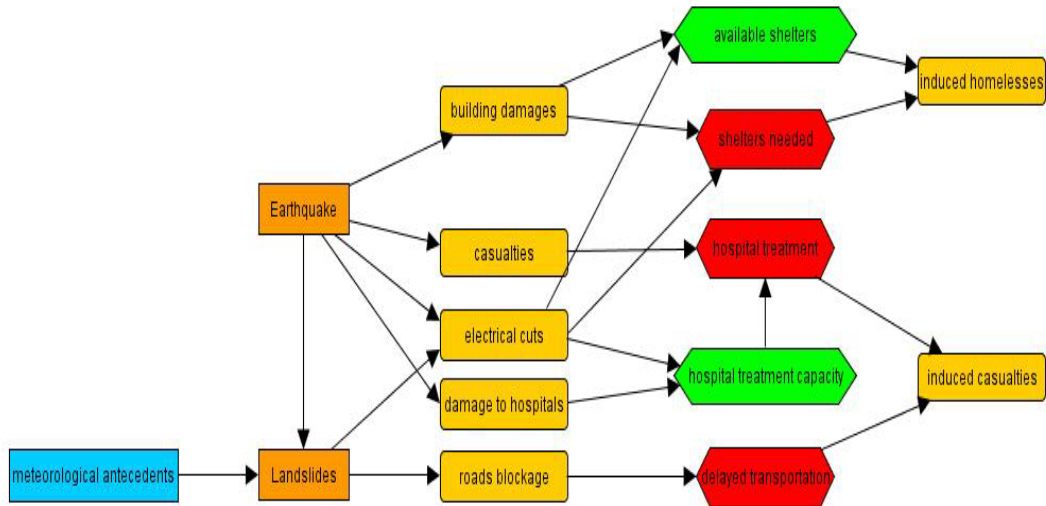 available shelters
induced homelesses
building damages
shelters needed
Earthquake
casualties
hospital treatment
electrical cuts
hospital treatment capacity
induced casualties
damage to hospitals
meteorological antecedents
Landslides
roads blockage
delayed transportation